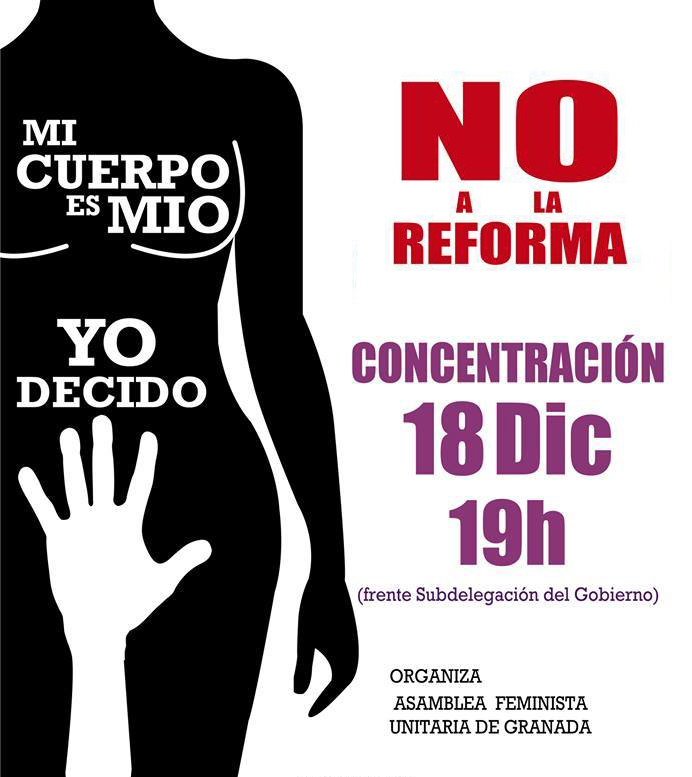 MI
CUERPO
ES MIO
YO
DECIDO
NO
A LA
REFORMA
CONCENTRACIÓN
18 Dic
19h
(frente Subdelegación del Gobierno)
ORGANIZA
ASAMBLEA FEMINISTA
UNITARIA DE GRANADA